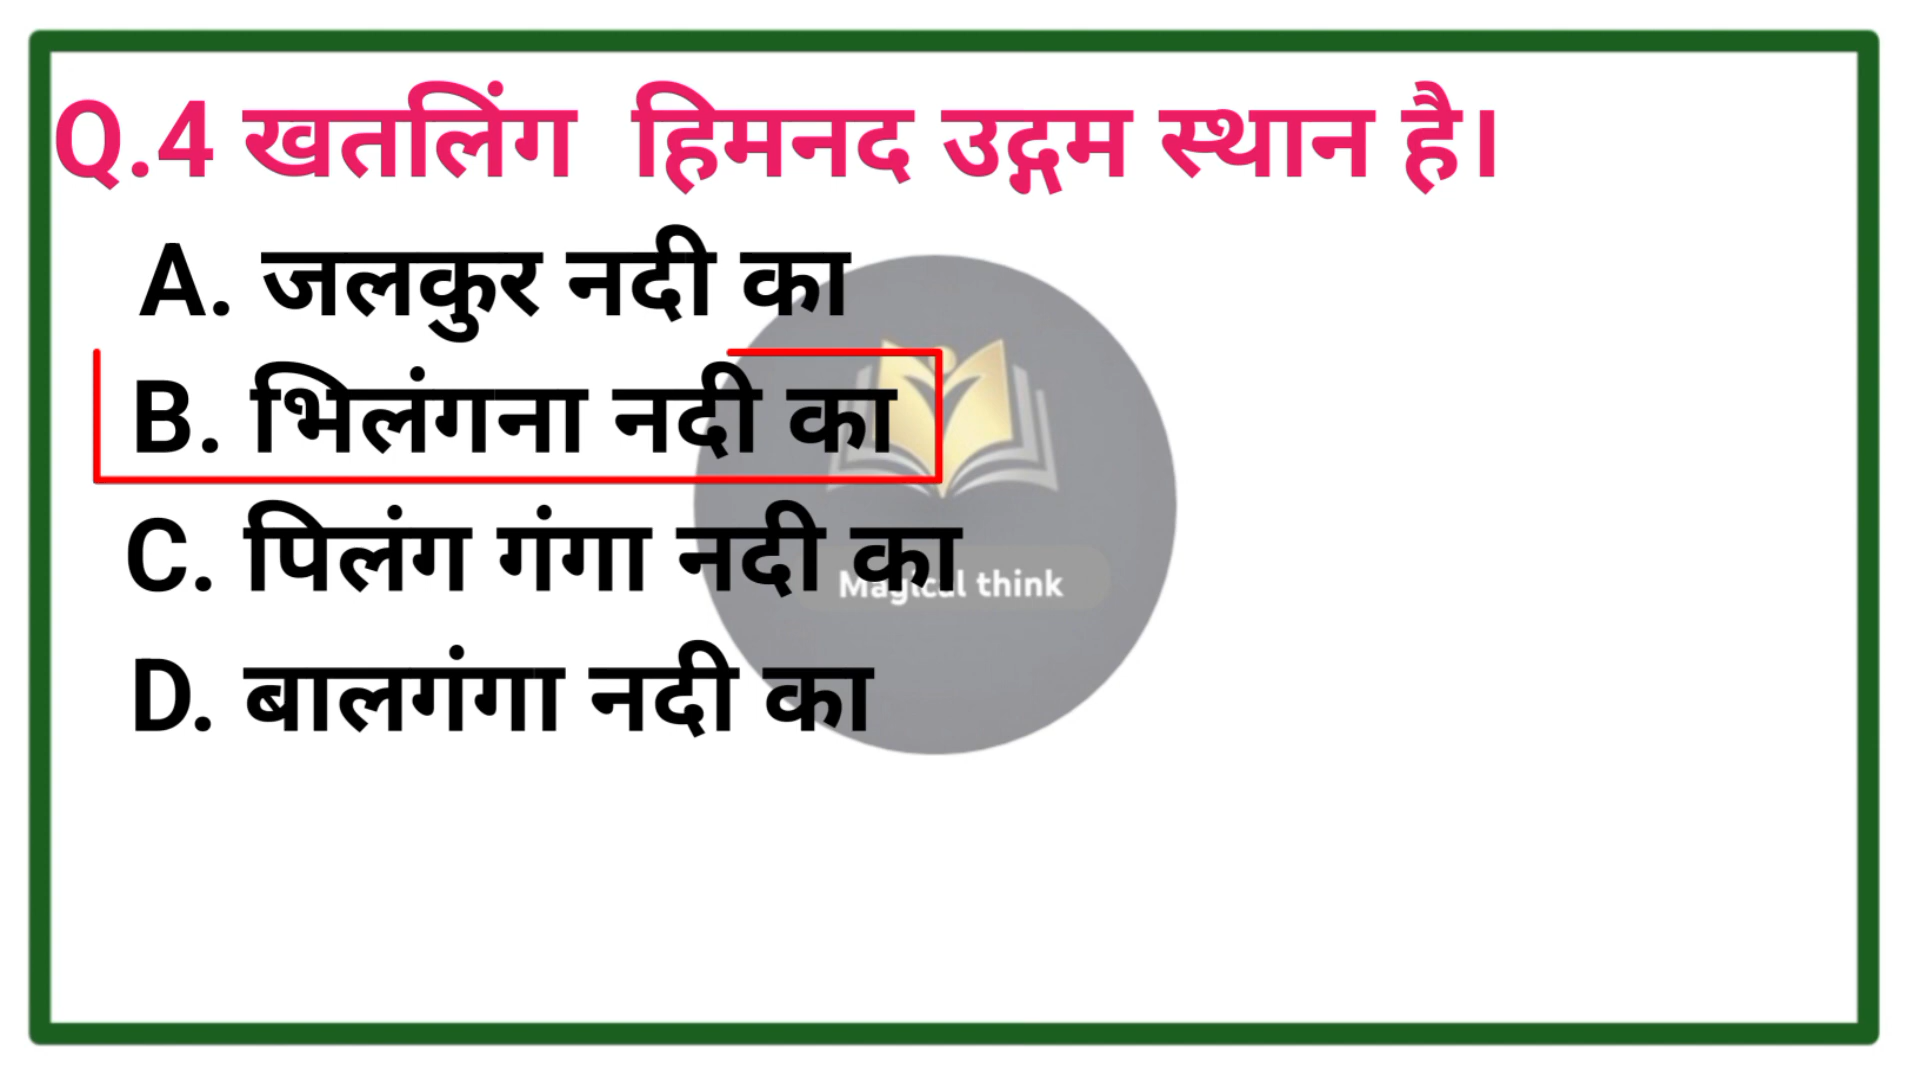 Q.4 खतलिंग हिमनद उद्गम स्थान है।
A. जलकुर नदी का
B. भिलंगना नदी का
C. पिलंग गंगा नदी का
Magical think
D. बालगंगा नदी का